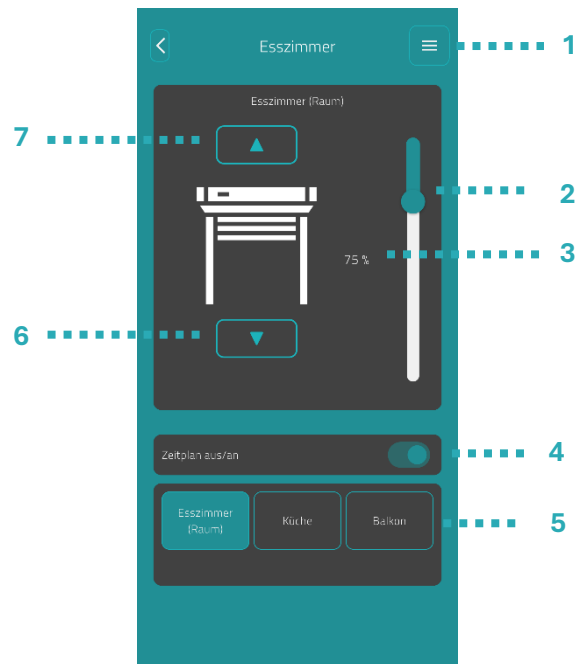 Esszimmer
1
Esszimmer (Raum)
7
2
75 %
3
6
Zeitplan aus/an
4
Esszimmer
(Raum)
Küche
Balkon
5